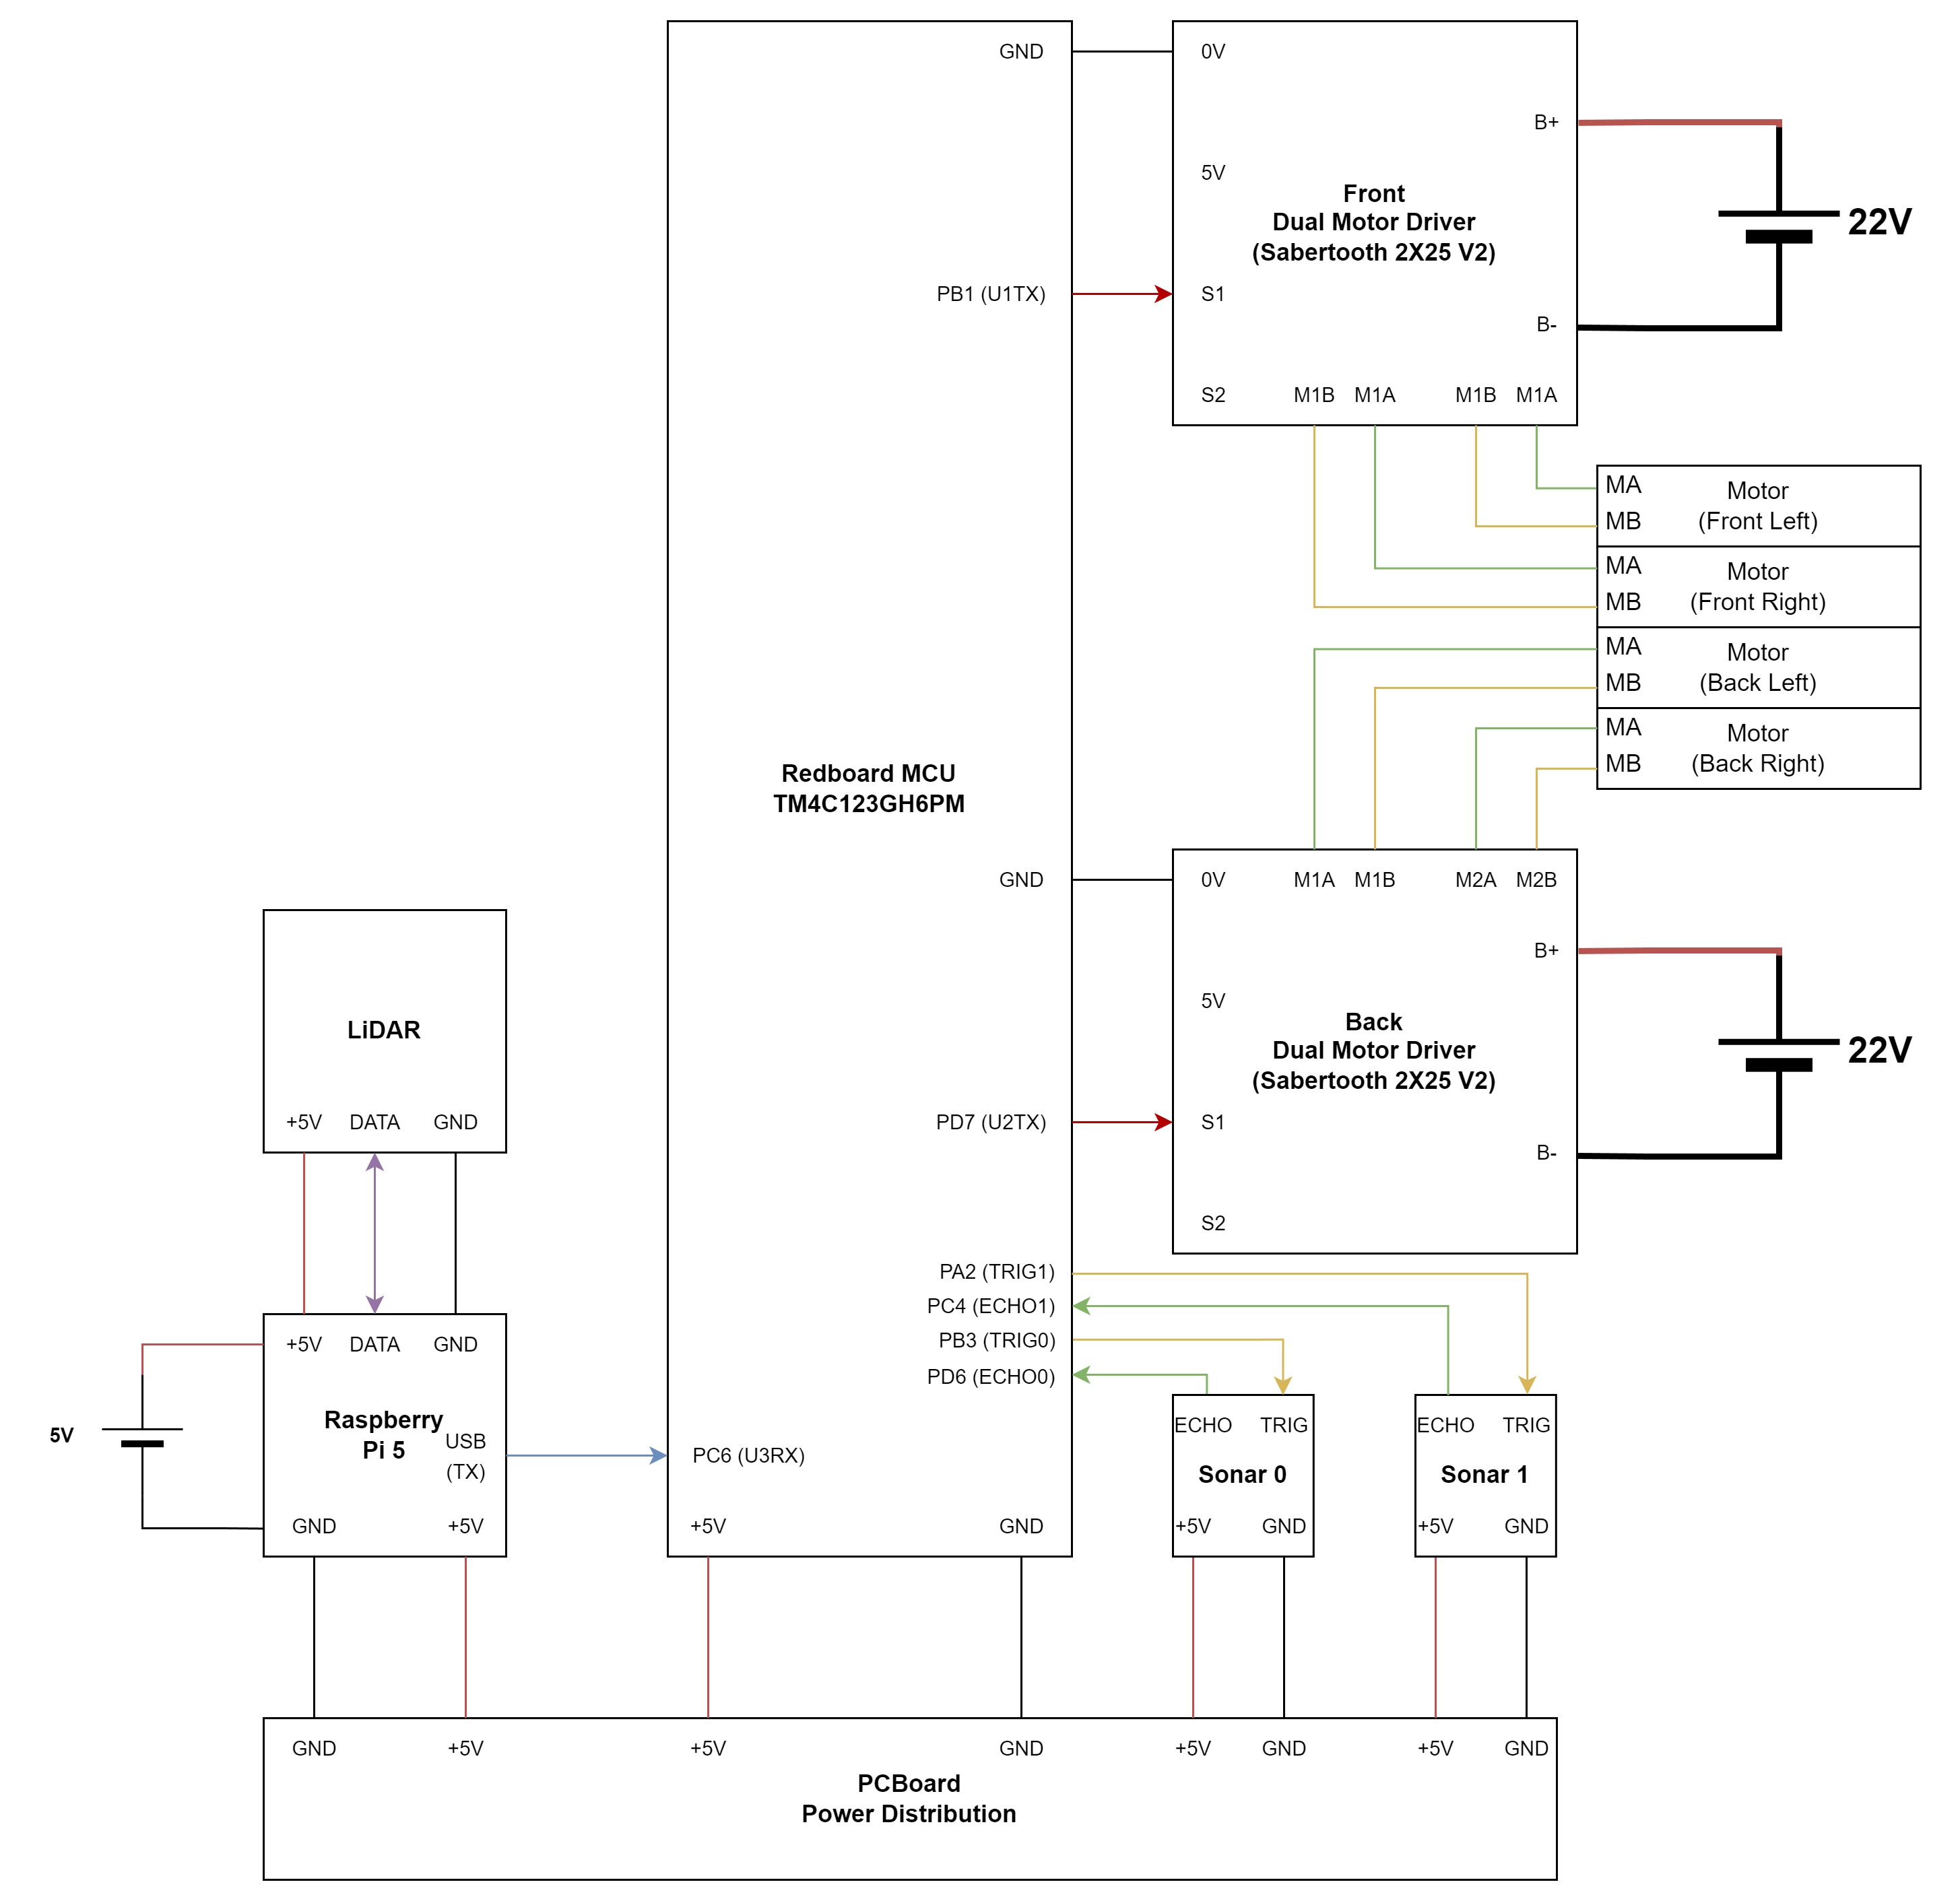 GND
0V
B+
5V
Front
Dual Motor Driver
(Sabertooth 2X25 V2)
22V
PB1 (U1TX)
S1
B-
S2
M1B
M1A
M1B
M1A
MA
MB
Motor
(Front Left)
MA
MB
Motor
(Front Right)
MA
MB
Motor
(Back Left)
MA
MB
Motor
(Back Right)
Redboard MCU
TM4C123GH6PM
GND
0V
M1A
M1B
M2A
M2B
B+
5V
Back
Dual Motor Driver
(Sabertooth 2X25 V2)
22V
PD7 (U2TX)
S1
B-
S2
LiDAR
+5V
DATA
GND
PA2 (TRIG1)
PC4 (ECHO1)
PB3 (TRIG0)
PD6 (ECHO0)
+5V
DATA
GND
5V
Raspberry
Pi 5
USB
(TX)
GND
+5V
PC6 (U3RX)
+5V
GND
ECHO
TRIG
Sonar 0
+5V
GND
ECHO
TRIG
Sonar 1
+5V
GND
GND
+5V
+5V
GND
+5V
GND
+5V
GND
PCBoard
Power Distribution